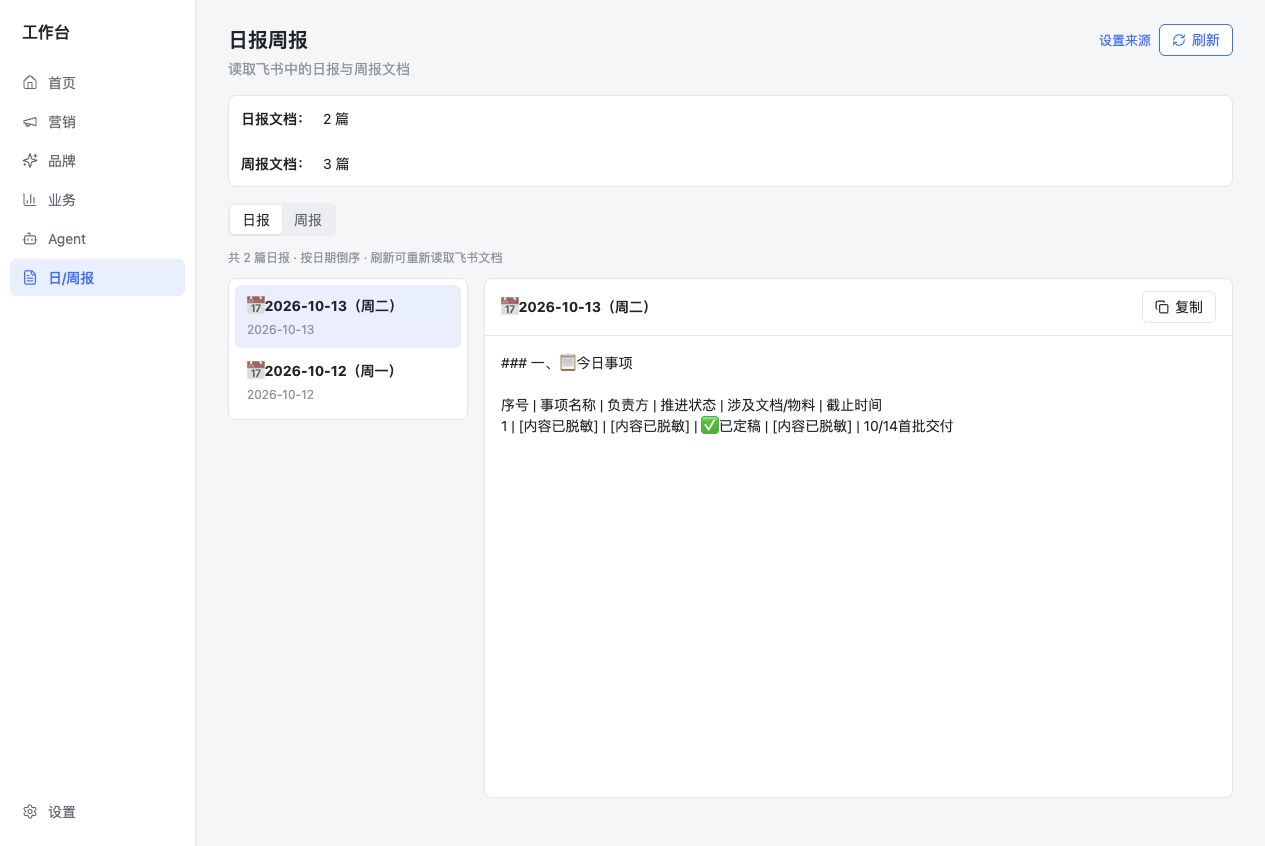 工作台
首页
营销
品牌
业务
Agent
日/周报
设置
日报周报
读取飞书中的日报与周报文档
设置来源
刷新
日报文档： 2 篇
周报文档： 3 篇
日报
周报
共 2 篇日报 · 按日期倒序 · 刷新可重新读取飞书文档
📅2026-10-13（周二）
2026-10-13
📅2026-10-12（周一）
2026-10-12
📅2026-10-13（周二）
复制
### 一、📋今日事项
序号 | 事项名称 | 负责方 | 推进状态 | 涉及文档/物料 | 截止时间
1 | [内容已脱敏] | [内容已脱敏] | ✅已定稿 | [内容已脱敏] | 10/14首批交付